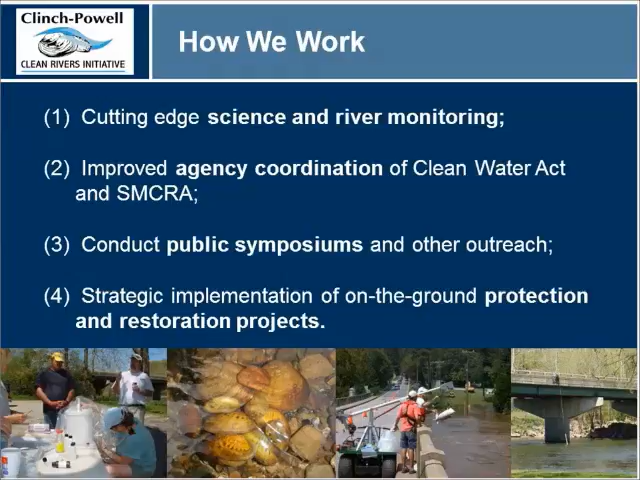 Clinch-Powell
CLEAN RIVERS INITIATIVE
How We Work
(1) Cutting edge science and river monitoring;
(2) Improved agency coordination of Clean Water Act
and SMCRA;
(3) Conduct public symposiums and other outreach;
(4) Strategic implementation of on-the-ground protection
and restoration projects.